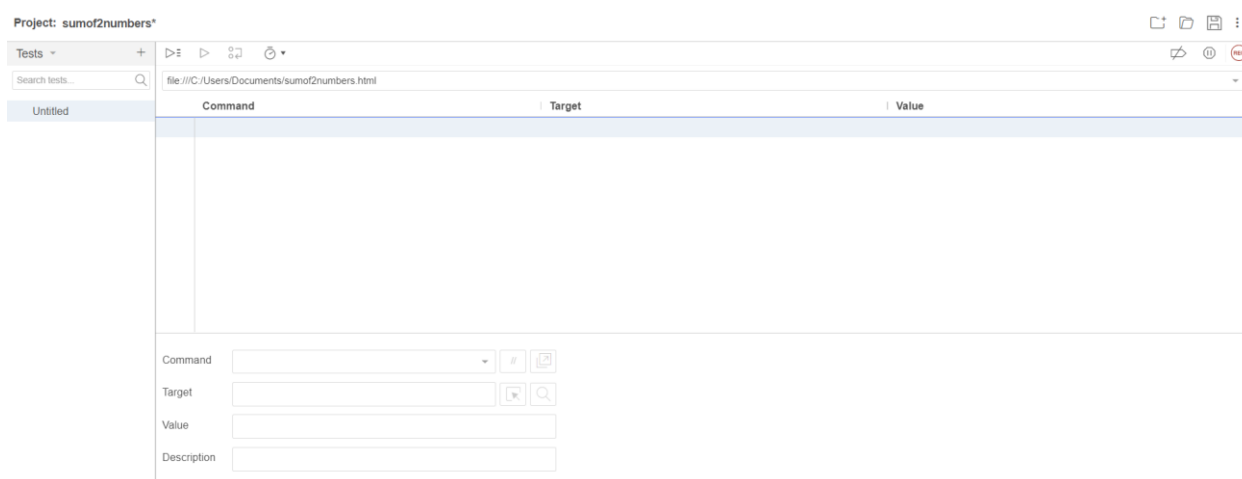 Project: sumof2numbers*
Tests
Search tests...
Untitled
file:///C:/Users/Documents/sumof2numbers.html
Command Target Value
Command
//
Target
Value
Description